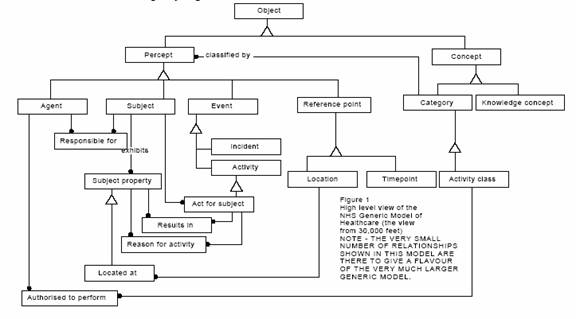 Object
Percept
classified by
Concept
Agent
Subject
Event
Reference point
Category
Knowledge concept
Responsible for
exhibits
Incident
Activity
Subject property
Location
Timepoint
Activity class
Act for subject
Results in
Reason for activity
Located at
Authorised to perform
Figure 1
High level view of the
NHS Generic Model of
Healthcare (the view
from 30,000 feet)
NOTE - THE VERY SMALL
NUMBER OF RELATIONSHIPS
SHOWN IN THIS MODEL ARE
THERE TO GIVE A FLAVOUR
OF THE VERY MUCH LARGER
GENERIC MODEL.